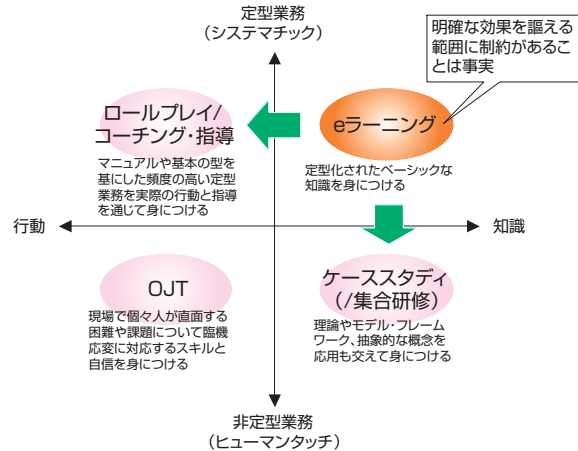 定型業務
(システマチック)
明確な効果を謳える
範囲に制約があるこ
とは事実
ロールプレイ/
コーチング・指導
eラーニング
マニュアルや基本の型を
基にした頻度の高い定型
業務を実際の行動と指導
を通じて身につける
定型化されたベーシックな
知識を身につける
行動
知識
OJT
ケーススタディ
(/集合研修)
現場で個々人が直面する
困難や課題について臨機
応変に対応するスキルと
自信を身につける
理論やモデル・フレーム
ワーク、抽象的な概念を
応用も交えて身につける
非定型業務
(ヒューマンタッチ)